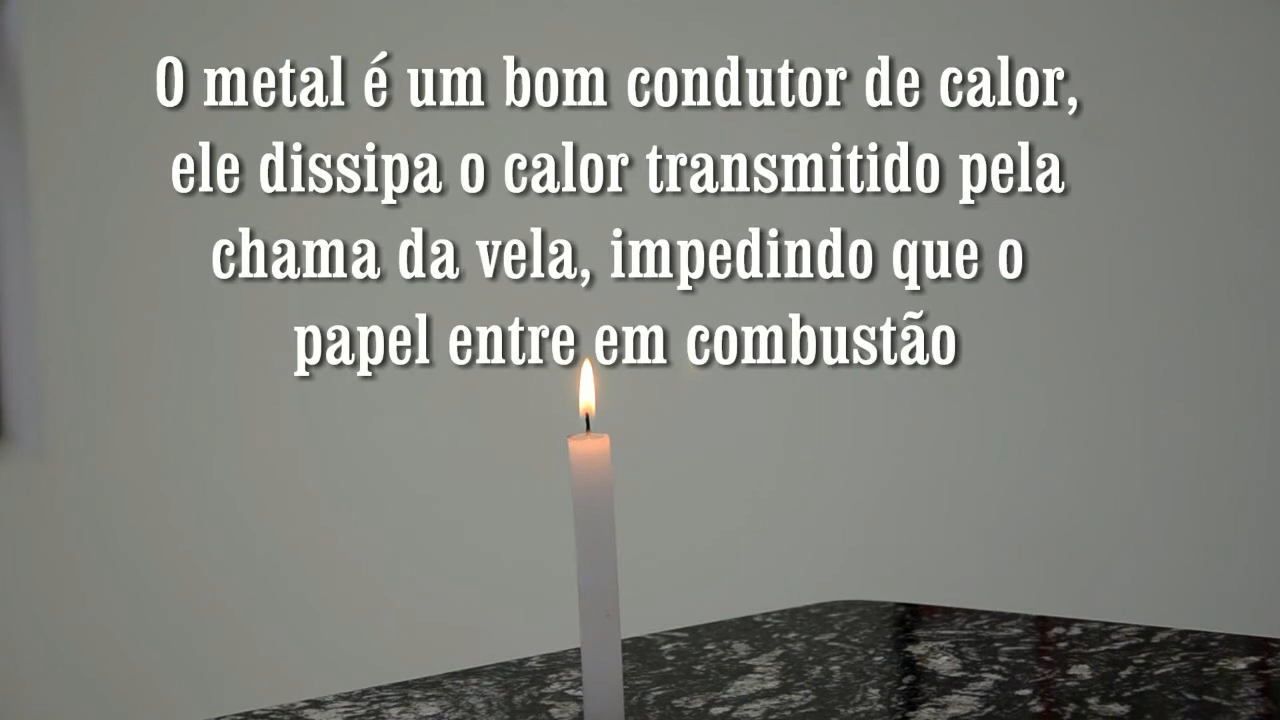 O metal é um bom condutor de calor,
ele dissipa o calor transmitido pela
chama da vela, impedindo que o
papel entre em combustão